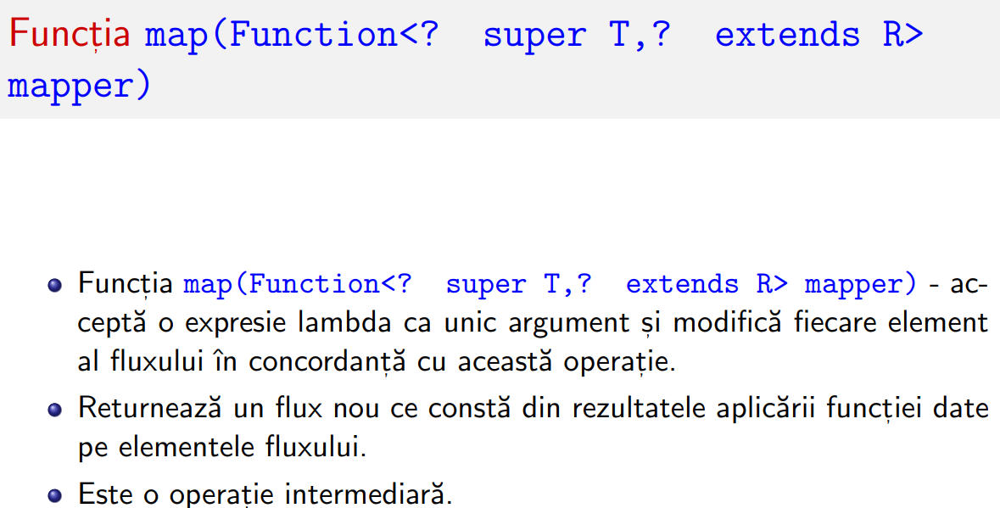 Funcția map(Function<? super T,? extends R>
mapper)
Funcția map(Function<? super T,? extends R> mapper) - ac-
ceptă o expresie lambda ca unic argument și modifică fiecare element
al fluxului în concordanță cu această operație.
Returnează un flux nou ce constă din rezultatele aplicării funcției date
pe elementele fluxului.
Este o operație intermediară.